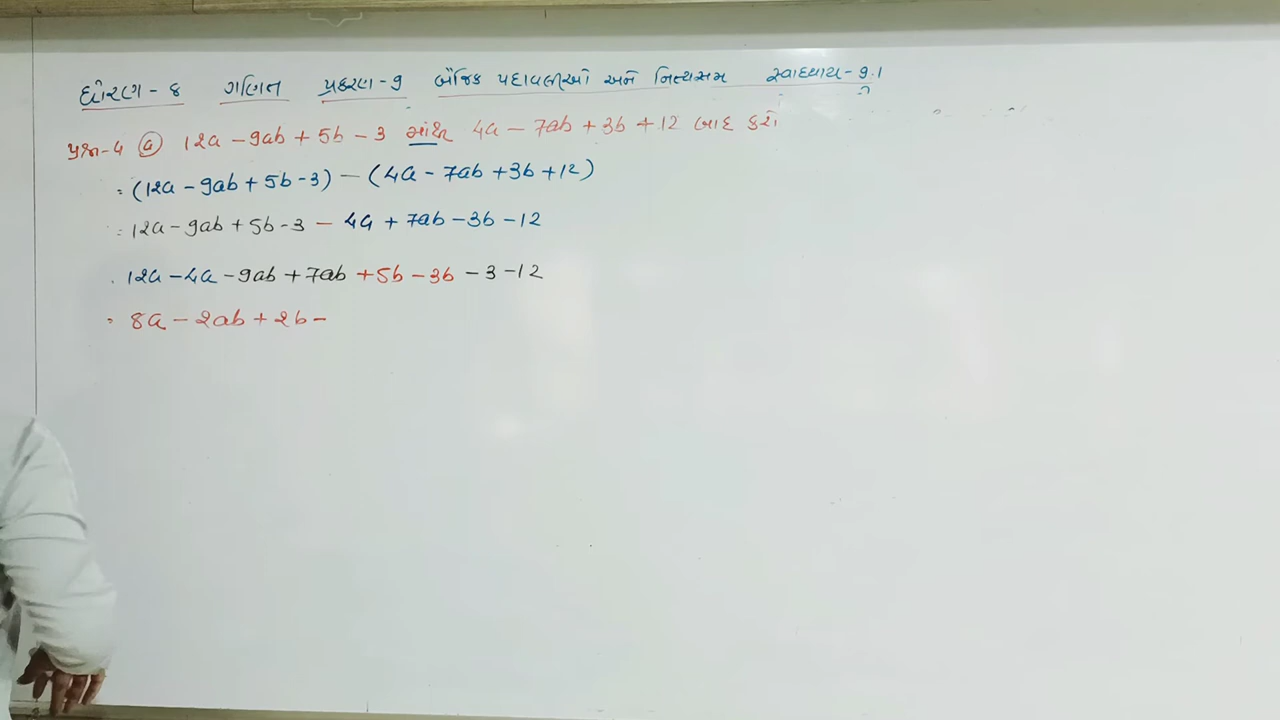 ધોરણ - ૮ ગણિત પ્રકરણ - 9 બૈજિક પદાવલીઓ અને નિત્યસમ સ્વાધ્યાય - 9.1
પ્રશ્ન-4 (a) 12a - 9ab + 5b - 3 માંથી 4a - 7ab + 3b + 12 બાદ કરો
= (12a - 9ab + 5b - 3) - (4a - 7ab + 3b + 12)
= 12a - 9ab + 5b - 3 - 4a + 7ab - 3b - 12
12a - 4a - 9ab + 7ab + 5b - 3b - 3 - 12
= 8a - 2ab + 2b -